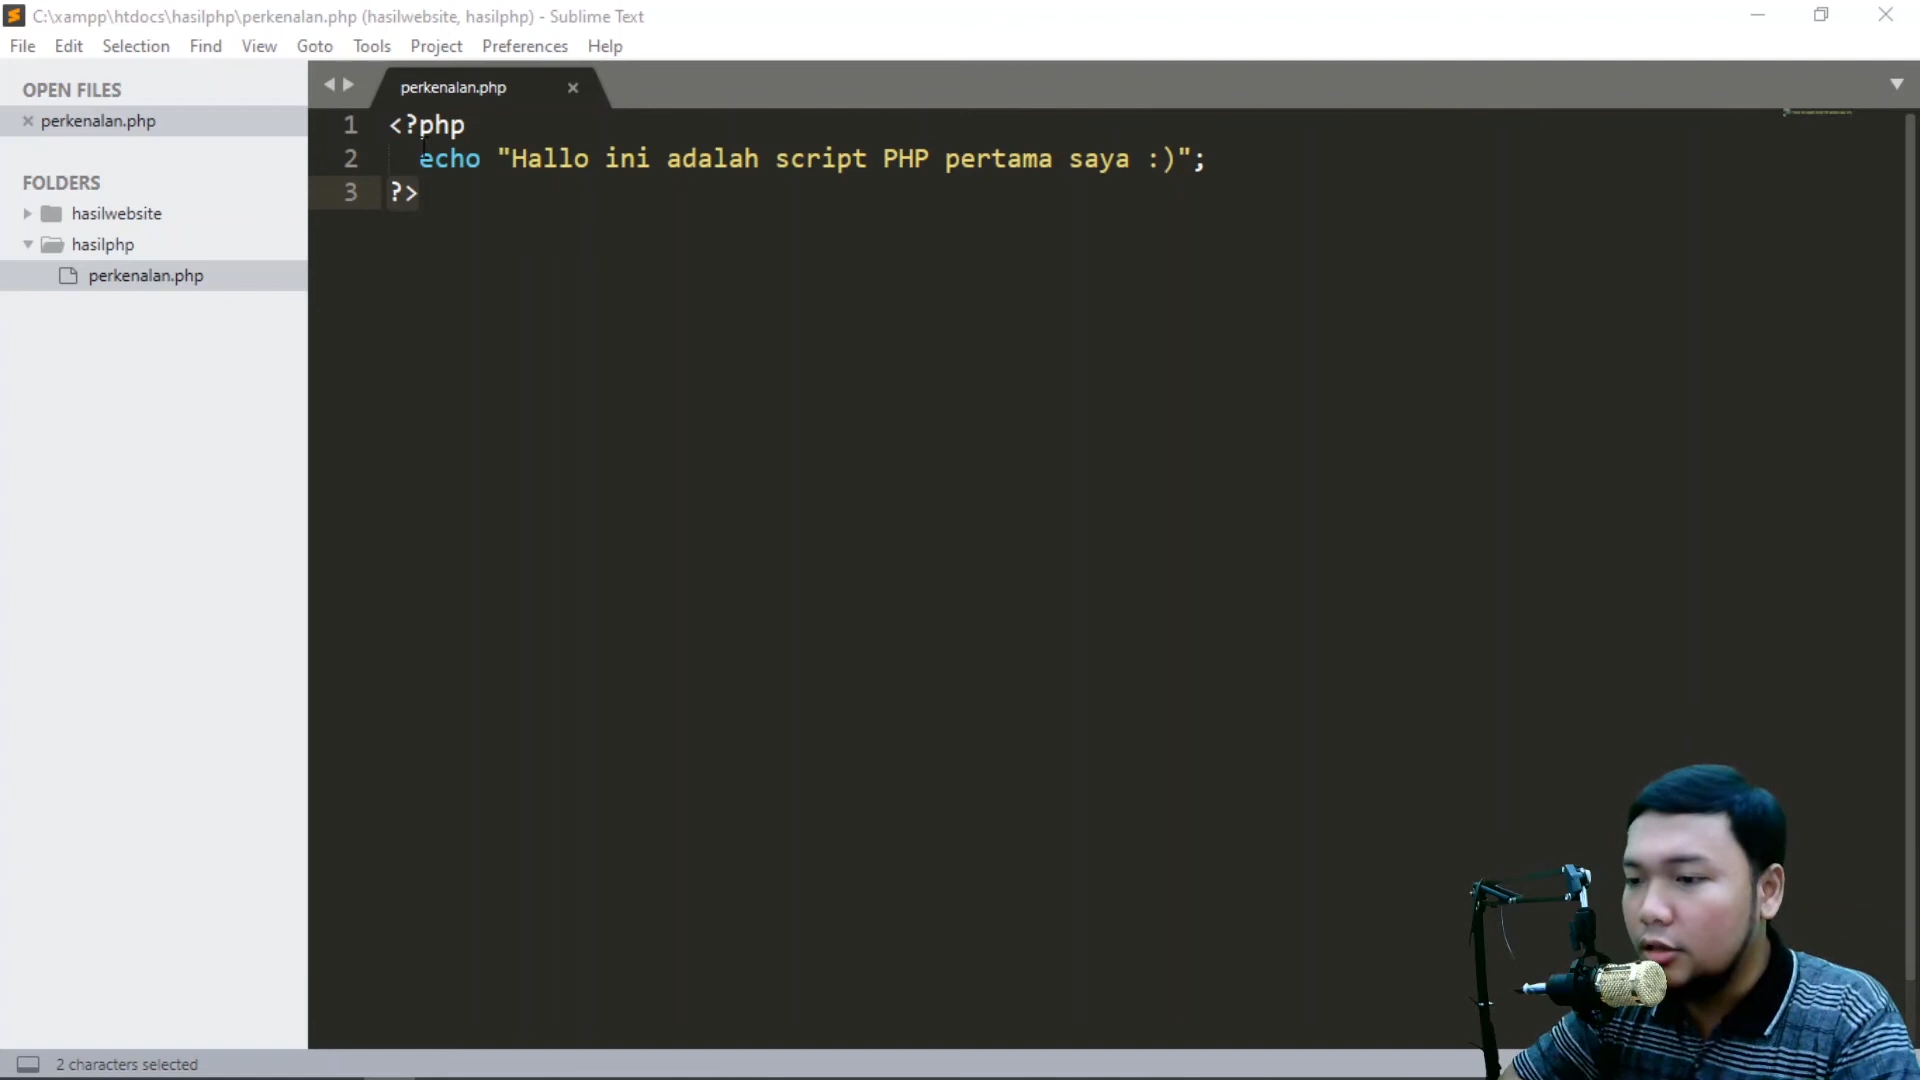 C:\xampp\htdocs\hasilphp\perkenalan.php (hasilwebsite, hasilphp) - Sublime Text
File Edit Selection Find View Goto Tools Project Preferences Help
OPEN FILES
perkenalan.php
FOLDERS
hasilwebsite
hasilphp
perkenalan.php
perkenalan.php
1 <?php
2 echo "Hallo ini adalah script PHP pertama saya :)";
3 ?>
2 characters selected